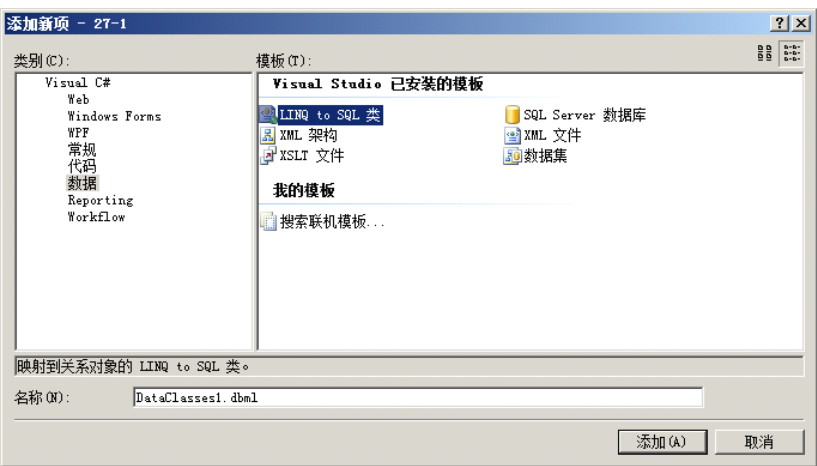 添加新项 - 27-1
类别(C):
模板(T):
Visual C#
Web
Windows Forms
WPF
常规
代码
数据
Reporting
Workflow
Visual Studio 已安装的模板
LINQ to SQL 类
SQL Server 数据库
XML 架构
XML 文件
XSLT 文件
数据集
我的模板
搜索联机模板...
映射到关系对象的 LINQ to SQL 类。
名称(N):
DataClasses1.dbml
添加(A)
取消